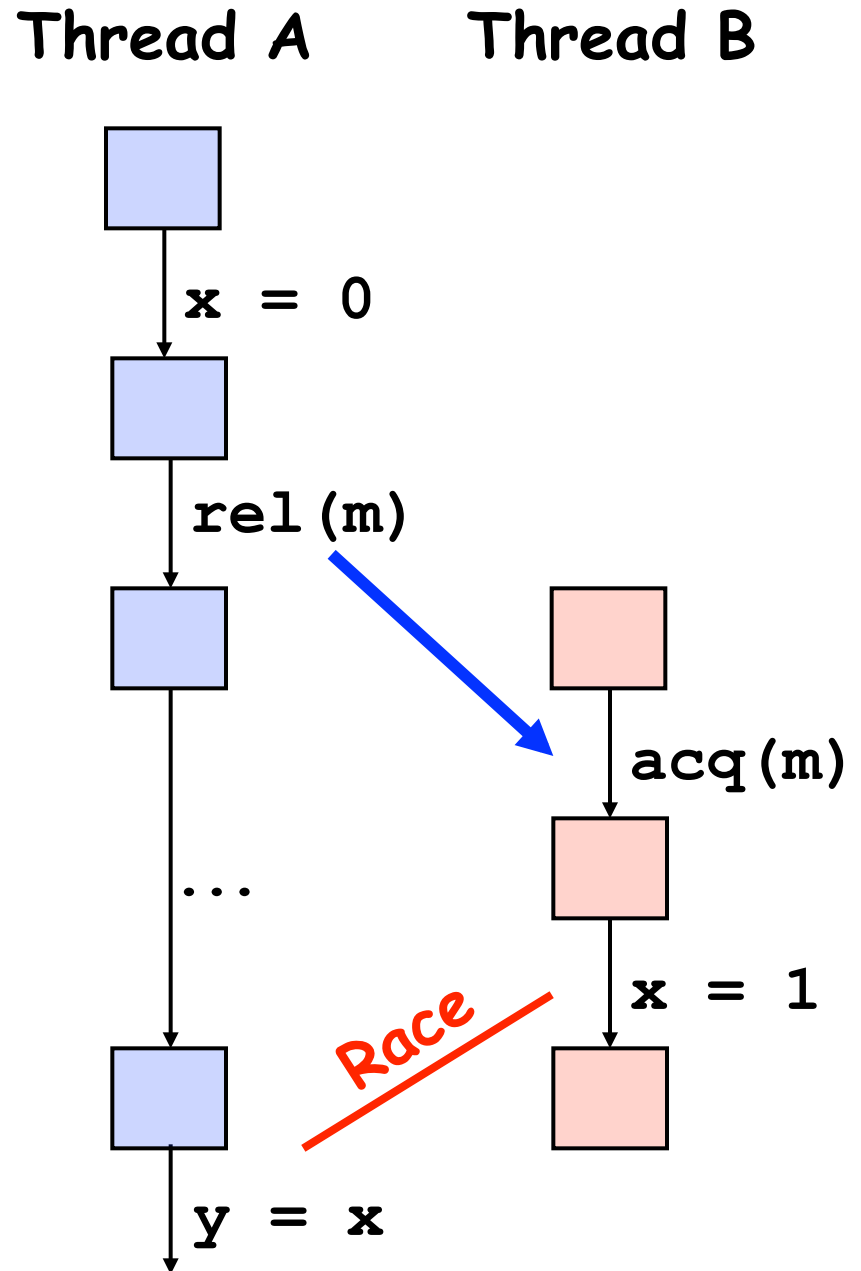 Thread A
Thread B
x = 0
rel(m)
acq(m)
...
x = 1
Race
y = x